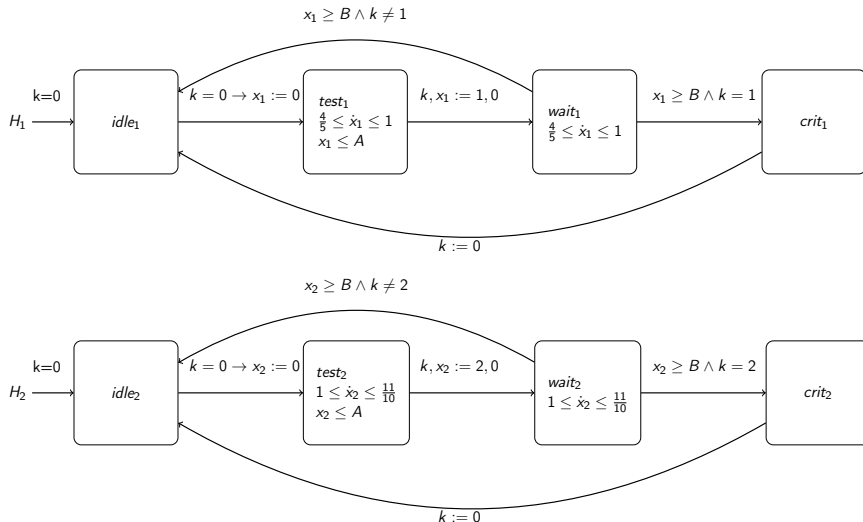 x₁ ≥ B ∧ k ≠ 1
k=0
k = 0 → x₁ := 0
k, x₁ := 1, 0
x₁ ≥ B ∧ k = 1
H₁
idle₁
test₁
4/5 ≤ ẋ₁ ≤ 1
x₁ ≤ A
wait₁
4/5 ≤ ẋ₁ ≤ 1
crit₁
k := 0
x₂ ≥ B ∧ k ≠ 2
k=0
k = 0 → x₂ := 0
k, x₂ := 2, 0
x₂ ≥ B ∧ k = 2
H₂
idle₂
test₂
1 ≤ ẋ₂ ≤ 11/10
x₂ ≤ A
wait₂
1 ≤ ẋ₂ ≤ 11/10
crit₂
k := 0